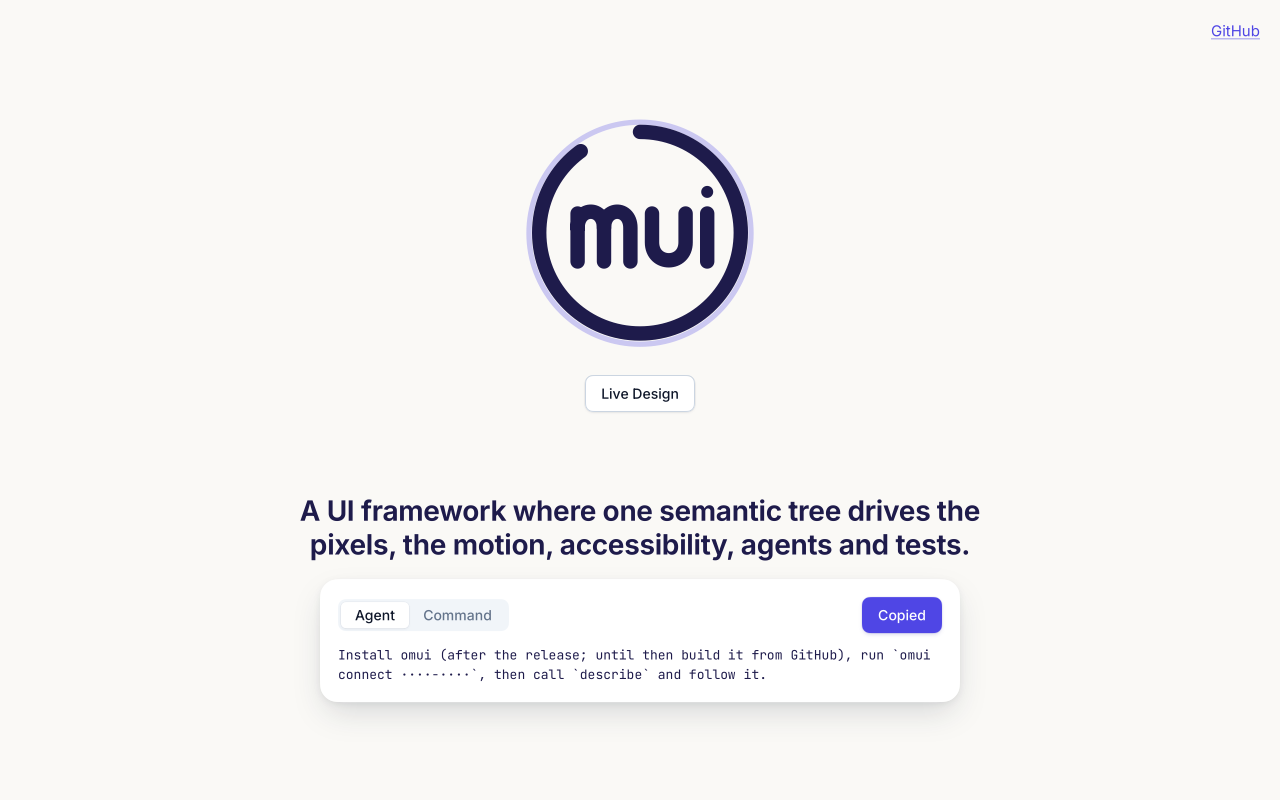 GitHub
mui
Live Design
A UI framework where one semantic tree drives the
pixels, the motion, accessibility, agents and tests.
Agent Command Copied
Install omui (after the release; until then build it from GitHub), run `omui
connect ····-····`, then call `describe` and follow it.